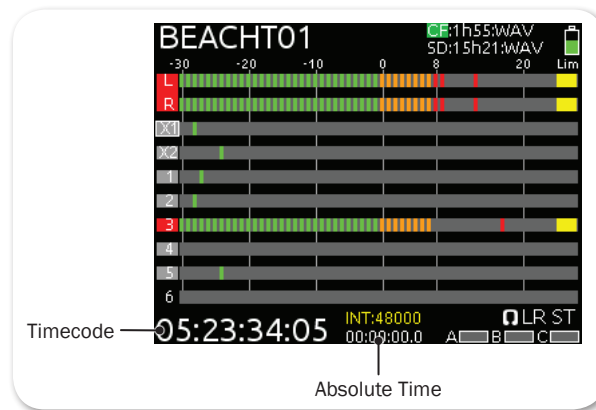 BEACHT01
CF:1h55:WAV
SD:15h21:WAV
-30 -20 -10 0 8 20 Lim
L
R
X1
X2
1
2
3
4
5
6
Timecode
05:23:34:05
INT:48000
00:00:00.0
LR ST
A B C
Absolute Time